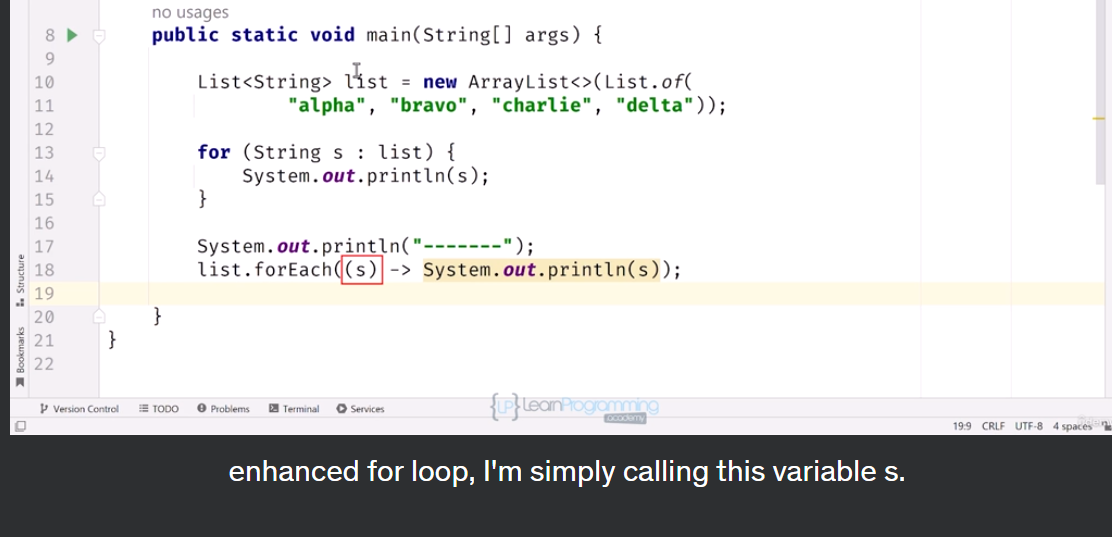 no usages
8 public static void main(String[] args) {
9
10 List<String> list = new ArrayList<>(List.of(
11 "alpha", "bravo", "charlie", "delta"));
12
13 for (String s : list) {
14 System.out.println(s);
15 }
16
17 System.out.println("-------");
18 list.forEach((s) -> System.out.println(s));
19
20 }
21 }
22
Structure
Bookmarks
Version Control TODO Problems Terminal Services
{LP} LearnProgramming
academy
19:9 CRLF UTF-8 4 spaces
enhanced for loop, I'm simply calling this variable s.